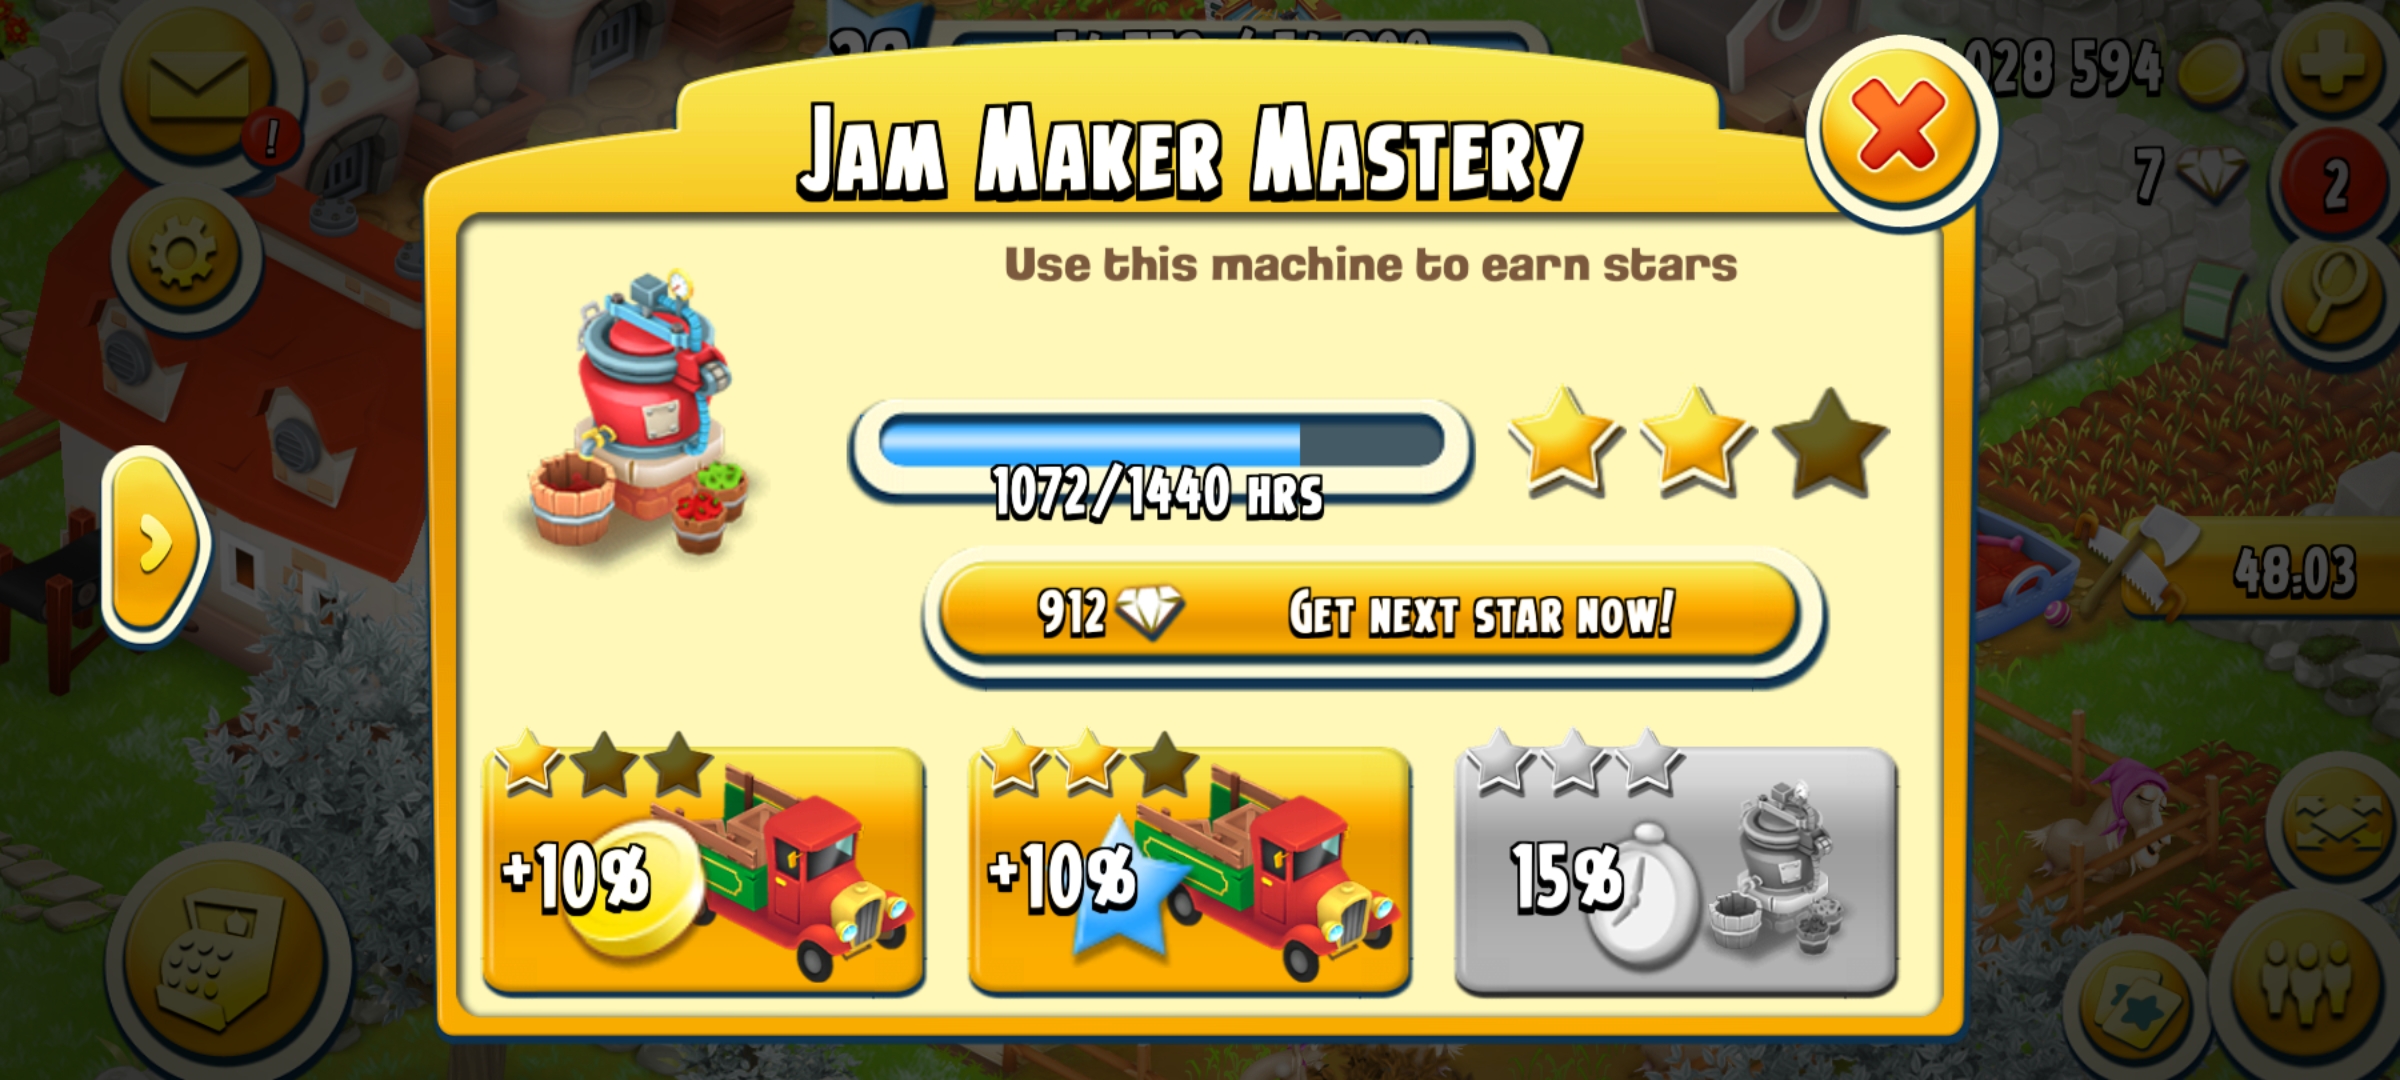 028 594
!
JAM MAKER MASTERY
7
2
Use this machine to earn stars
1072/1440 HRS
48:03
912 GET NEXT STAR NOW!
+10%
+10%
15%